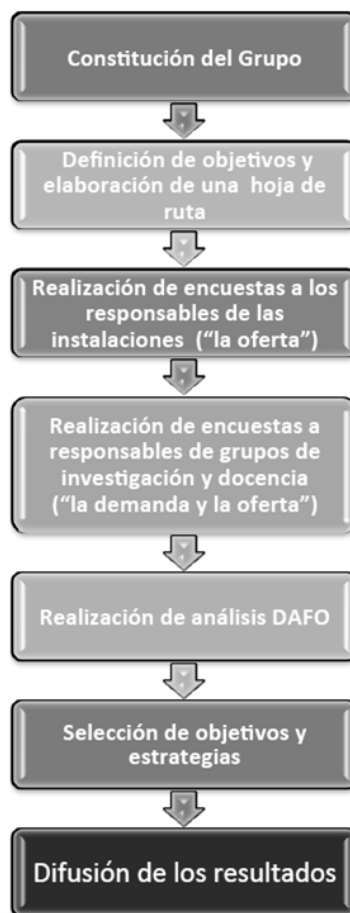 Constitución del Grupo
Definición de objetivos y
elaboración de una hoja de
ruta
Realización de encuestas a los
responsables de las
instalaciones (“la oferta”)
Realización de encuestas a
responsables de grupos de
investigación y docencia
(“la demanda y la oferta”)
Realización de análisis DAFO
Selección de objetivos y
estrategias
Difusión de los resultados